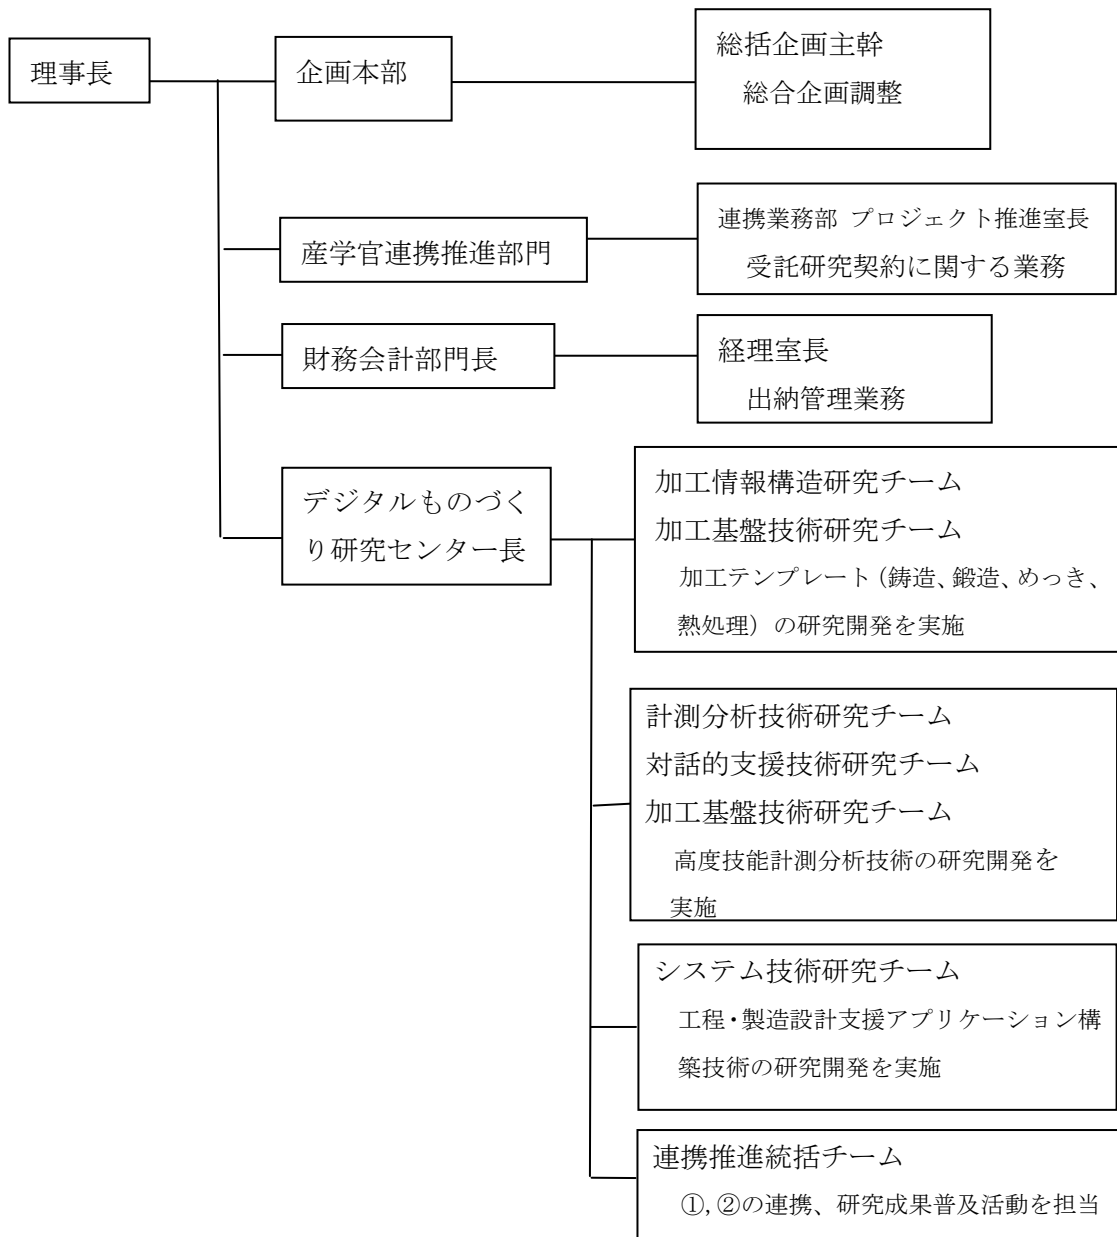 理事長
企画本部
総括企画主幹
総合企画調整
産学官連携推進部門
連携業務部 プロジェクト推進室長
受託研究契約に関する業務
財務会計部門長
経理室長
出納管理業務
デジタルものづく
り研究センター長
加工情報構造研究チーム
加工基盤技術研究チーム
加工テンプレート（鋳造、鍛造、めっき、
熱処理）の研究開発を実施
計測分析技術研究チーム
対話的支援技術研究チーム
加工基盤技術研究チーム
高度技能計測分析技術の研究開発を
実施
システム技術研究チーム
工程・製造設計支援アプリケーション構
築技術の研究開発を実施
連携推進統括チーム
①,②の連携、研究成果普及活動を担当